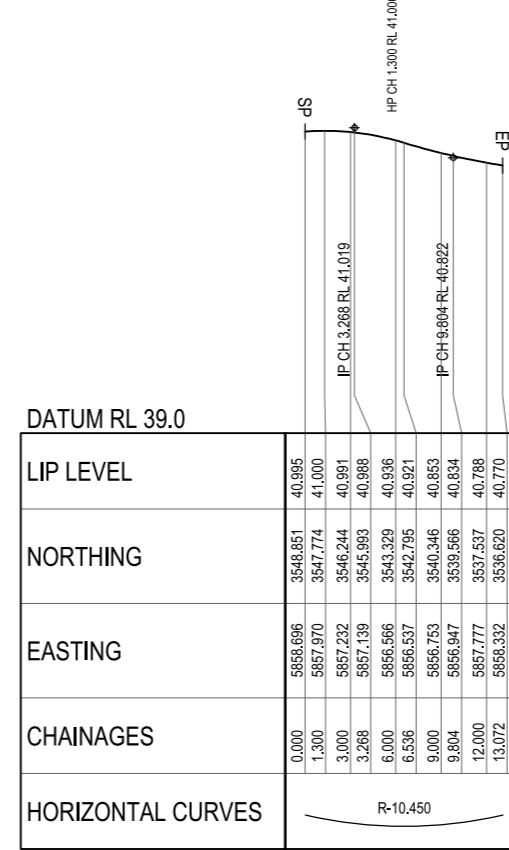 HP CH 1.300 RL 41.000
SP
EP
IP CH 3.268 RL 41.019
IP CH 9.804 RL 40.822
DATUM RL 39.0
LIP LEVEL 40.995 41.000 40.991 40.988 40.936 40.921 40.853 40.834 40.788 40.770
NORTHING 3548.851 3547.774 3546.244 3545.993 3543.329 3542.795 3540.346 3539.566 3537.537 3536.620
EASTING 5858.696 5857.970 5857.232 5857.139 5856.566 5856.537 5856.753 5856.947 5857.777 5858.332
CHAINAGES 0.000 1.300 3.000 3.268 6.000 6.536 9.000 9.804 12.000 13.072
HORIZONTAL CURVES R-10.450